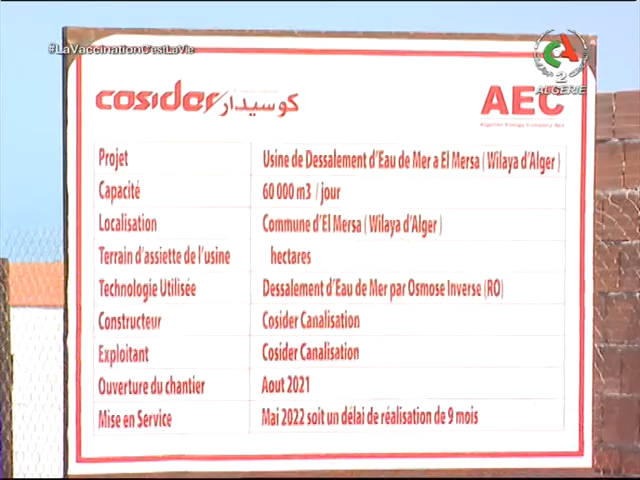 #LaVaccinationC'estLaVie
2
ALGERIE
cosider كوسيدار
AEC
Algerian Energy Company Spa
Projet Usine de Dessalement d'Eau de Mer a El Mersa ( Wilaya d'Alger )
Capacité 60 000 m3 / jour
Localisation Commune d'El Mersa ( Wilaya d'Alger )
Terrain d'assiette de l'usine hectares
Technologie Utilisée Dessalement d'Eau de Mer par Osmose Inverse (RO)
Constructeur Cosider Canalisation
Exploitant Cosider Canalisation
Ouverture du chantier Aout 2021
Mise en Service Mai 2022 soit un délai de réalisation de 9 mois